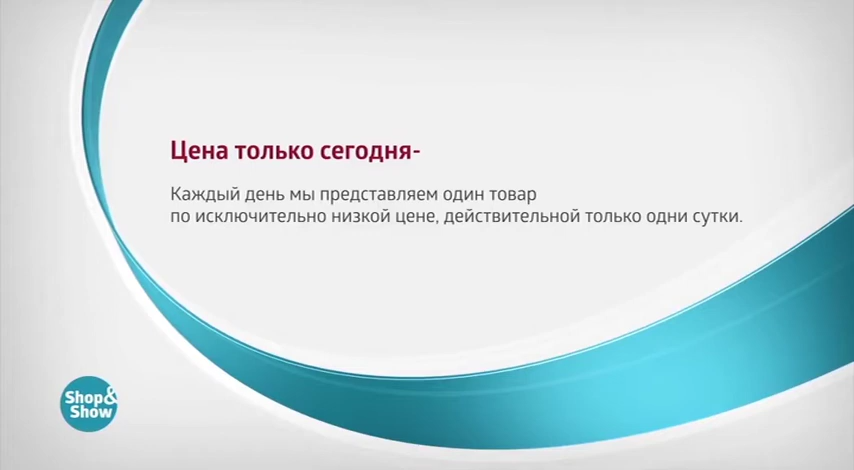 Цена только сегодня-
Каждый день мы представляем один товар
по исключительно низкой цене, действительной только одни сутки.
Shop&
Show